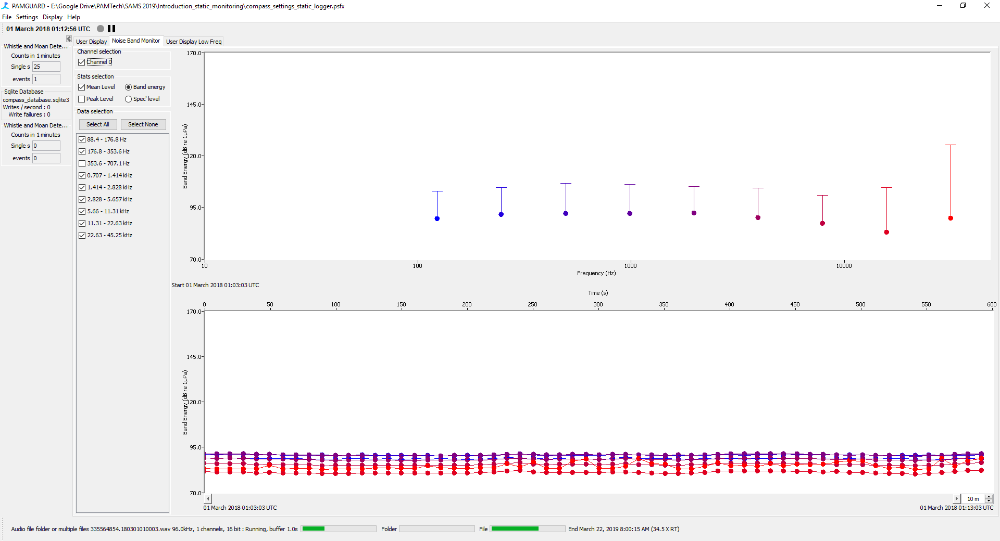 PAMGUARD - E:\Google Drive\PAMTech\SAMS 2019\Introduction_static_monitoring\compass_settings_static_logger.psfx
File Settings Display Help
01 March 2018 01:12:56 UTC
Whistle and Moan Dete...
Counts in 1 minutes
Single s 25
events 1
Sqlite Database
compass_database.sqlite3
Writes / second : 0
Write failures : 0
Whistle and Moan Dete...
Counts in 1 minutes
Single s 0
events 0
User Display Noise Band Monitor User Display Low Freq
Channel selection
Channel 0
Stats selection
Mean Level Band energy
Peak Level Spec' level
Data selection
Select All Select None
88.4 - 176.8 Hz
176.8 - 353.6 Hz
353.6 - 707.1 Hz
0.707 - 1.414 kHz
1.414 - 2.828 kHz
2.828 - 5.657 kHz
5.66 - 11.31 kHz
11.31 - 22.63 kHz
22.63 - 45.25 kHz
170.0
145.0
120.0
95.0
70.0
Band Energy (dB re 1µPa)
10 100 1000 10000
Frequency (Hz)
Start 01 March 2018 01:03:03 UTC
Time (s)
0 50 100 150 200 250 300 350 400 450 500 550 600
170.0
145.0
120.0
95.0
70.0
Band Energy (dB re 1µPa)
10 m
01 March 2018 01:03:03 UTC 01 March 2018 01:13:03 UTC
Audio file folder or multiple files 335564854.180301010003.wav 96.0kHz, 1 channels, 16 bit : Running, buffer 1.0s Folder File End March 22, 2019 8:00:15 AM (34.5 X RT)